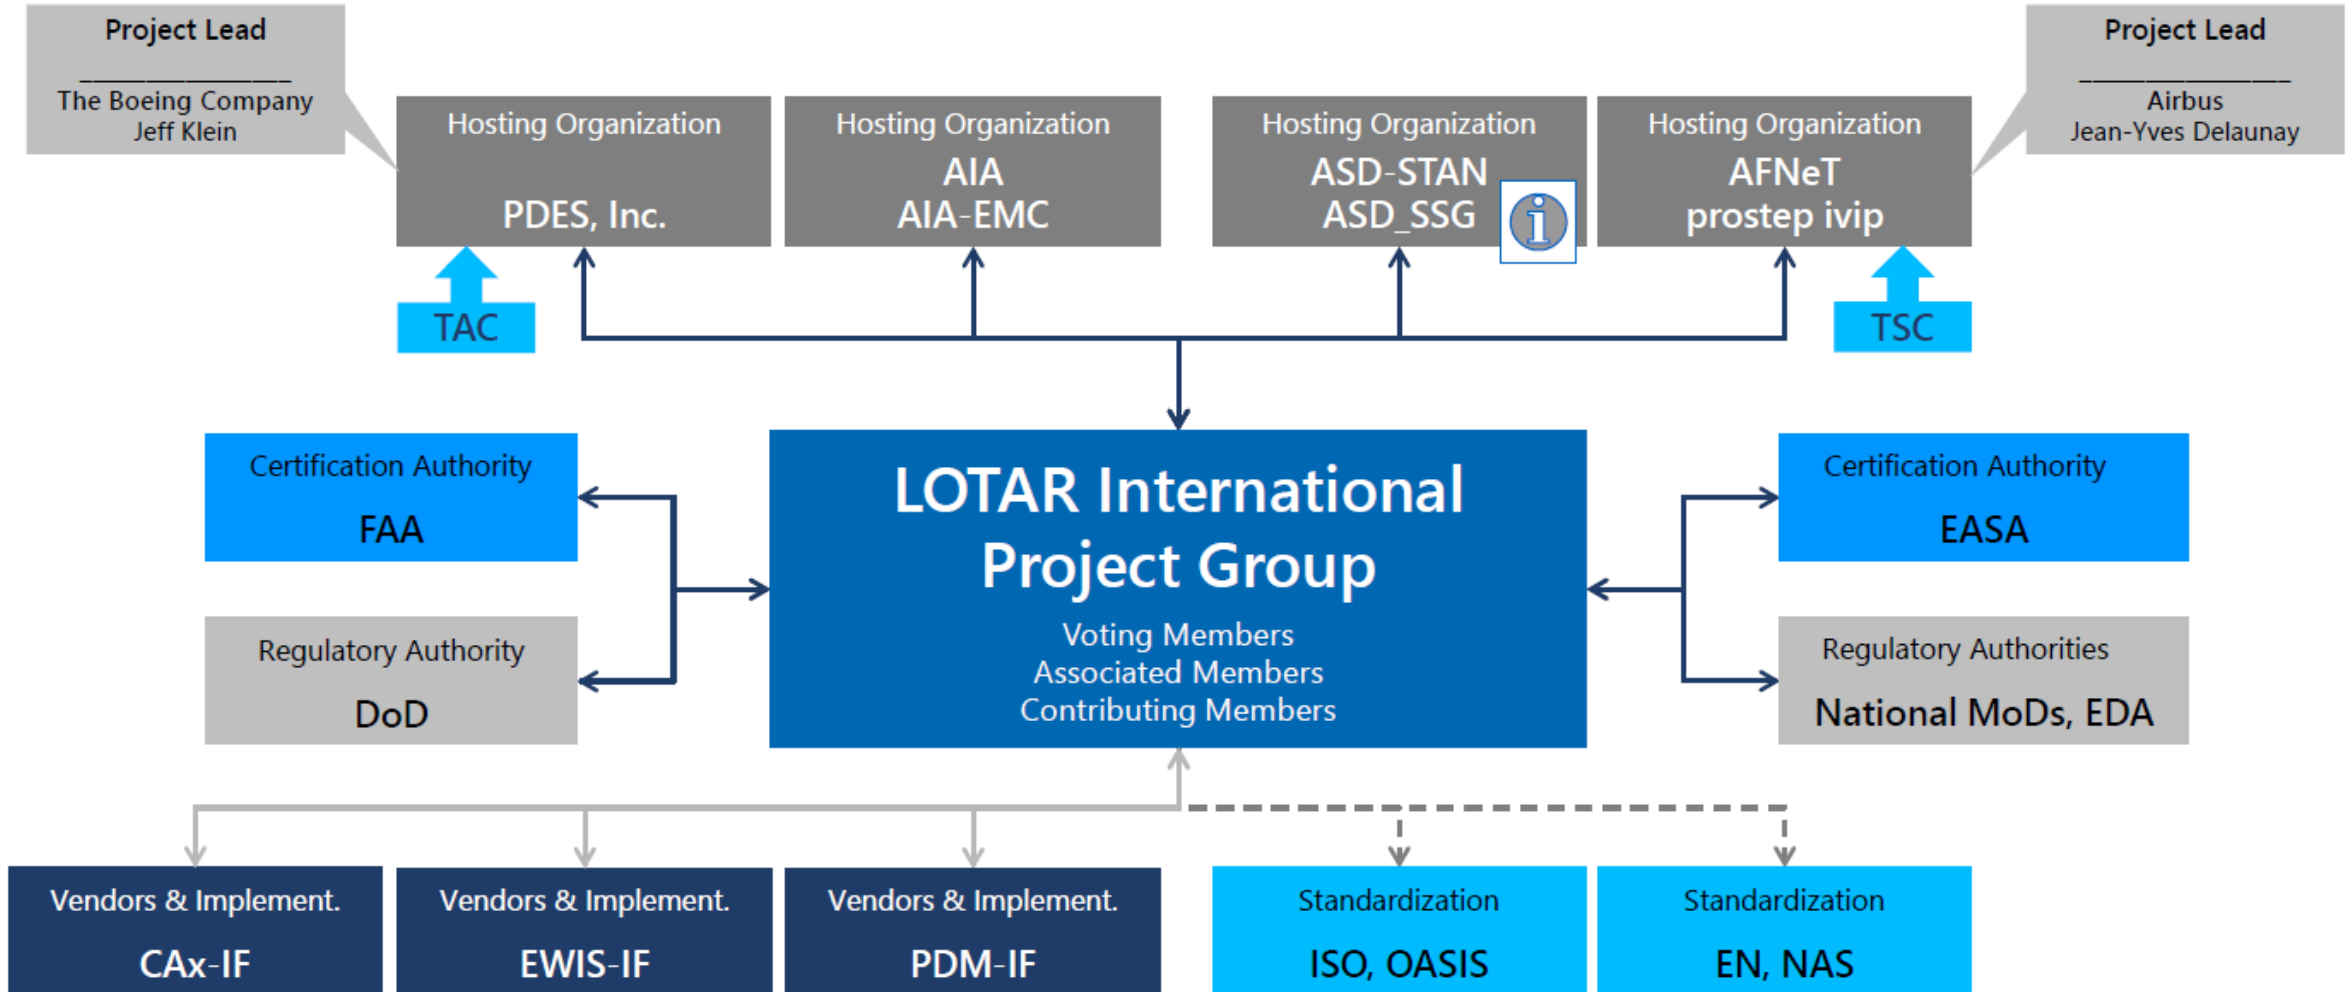 Project Lead
The Boeing Company
Jeff Klein
Project Lead
Airbus
Jean-Yves Delaunay
Hosting Organization
PDES, Inc.
Hosting Organization
AIA
AIA-EMC
Hosting Organization
ASD-STAN
ASD_SSG
i
Hosting Organization
AFNeT
prostep ivip
TAC
TSC
Certification Authority
FAA
Regulatory Authority
DoD
LOTAR International
Project Group
Voting Members
Associated Members
Contributing Members
Certification Authority
EASA
Regulatory Authorities
National MoDs, EDA
Vendors & Implement.
CAx-IF
Vendors & Implement.
EWIS-IF
Vendors & Implement.
PDM-IF
Standardization
ISO, OASIS
Standardization
EN, NAS